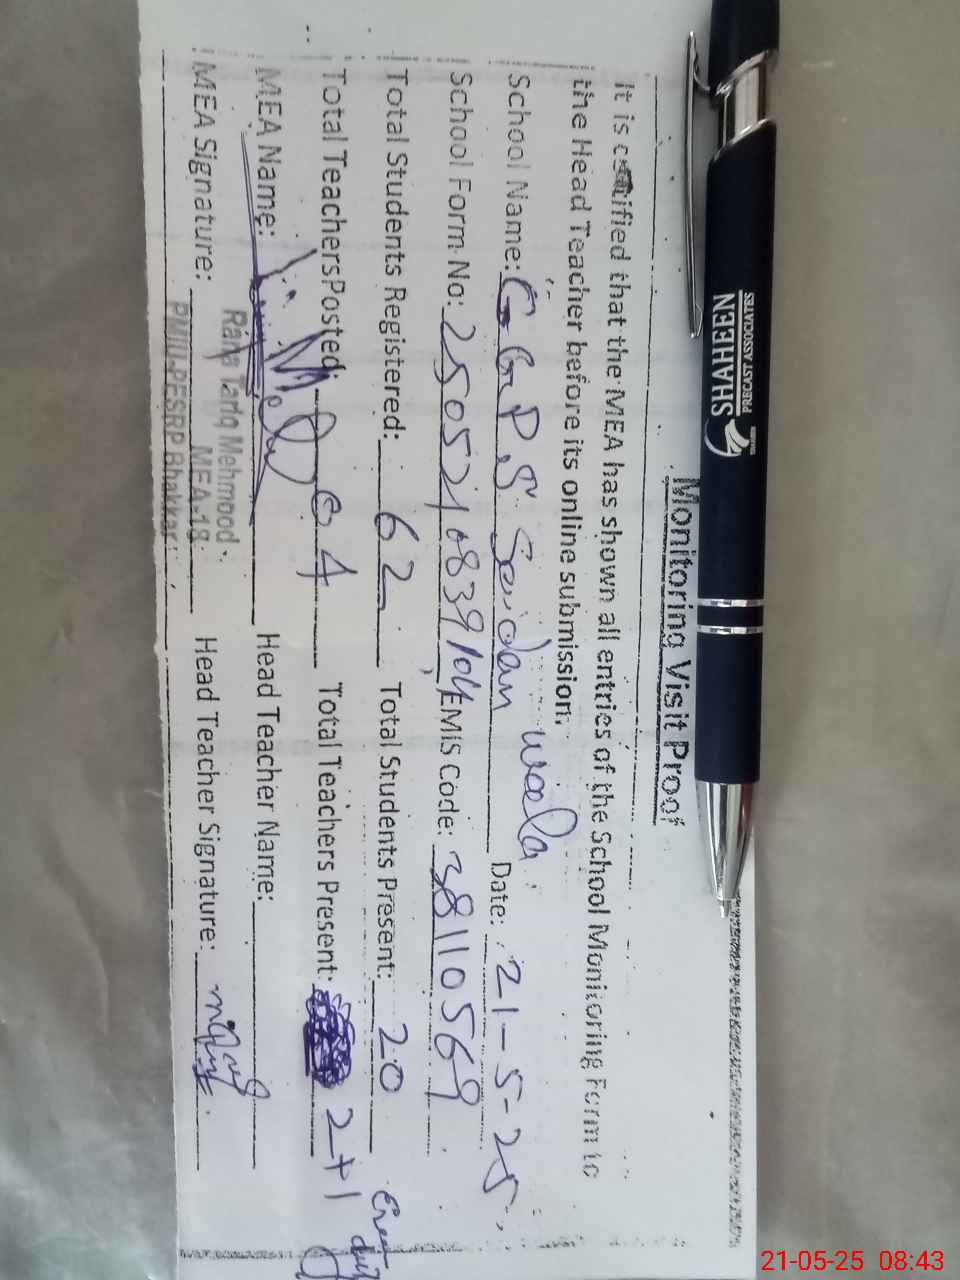 SHAHEEN
PRECAST ASSOCIATES
Monitoring Visit Proof
It is certified that the MEA has shown all entries of the School Monitoring Form to
the Head Teacher before its online submission.
School Name: G G P S Saidan wala Date: 21-5-25
School Form No: EMIS Code: 38110569
Total Students Registered: 62 Total Students Present: 20
Total TeachersPosted: 04 Total Teachers Present: 2+1
MEA Name: Head Teacher Name:
Rana Tariq Mehmood
MEA-18
PMIU-PESRP Bhakkar
MEA Signature: Head Teacher Signature:
21-05-25 08:43